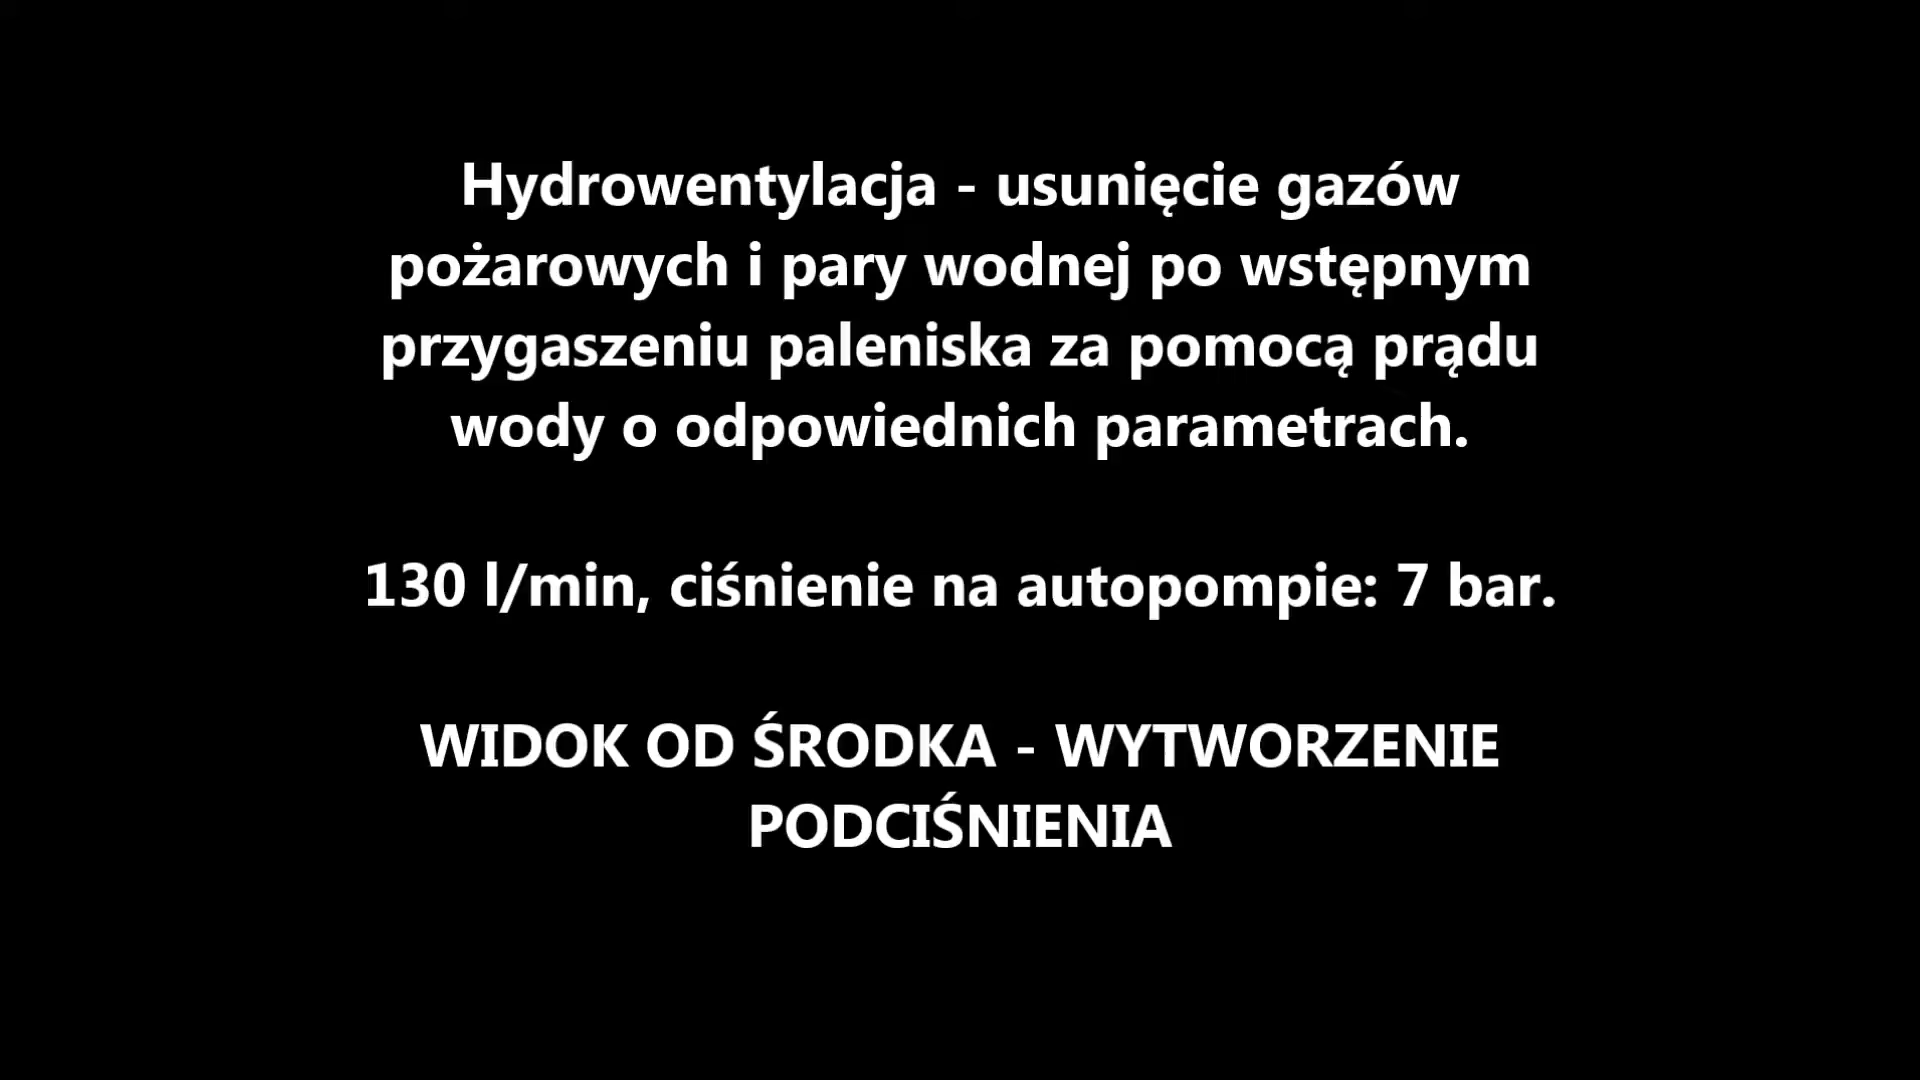 Hydrowentylacja - usunięcie gazów
pożarowych i pary wodnej po wstępnym
przygaszeniu paleniska za pomocą prądu
wody o odpowiednich parametrach.
130 l/min, ciśnienie na autopompie: 7 bar.
WIDOK OD ŚRODKA - WYTWORZENIE
PODCIŚNIENIA